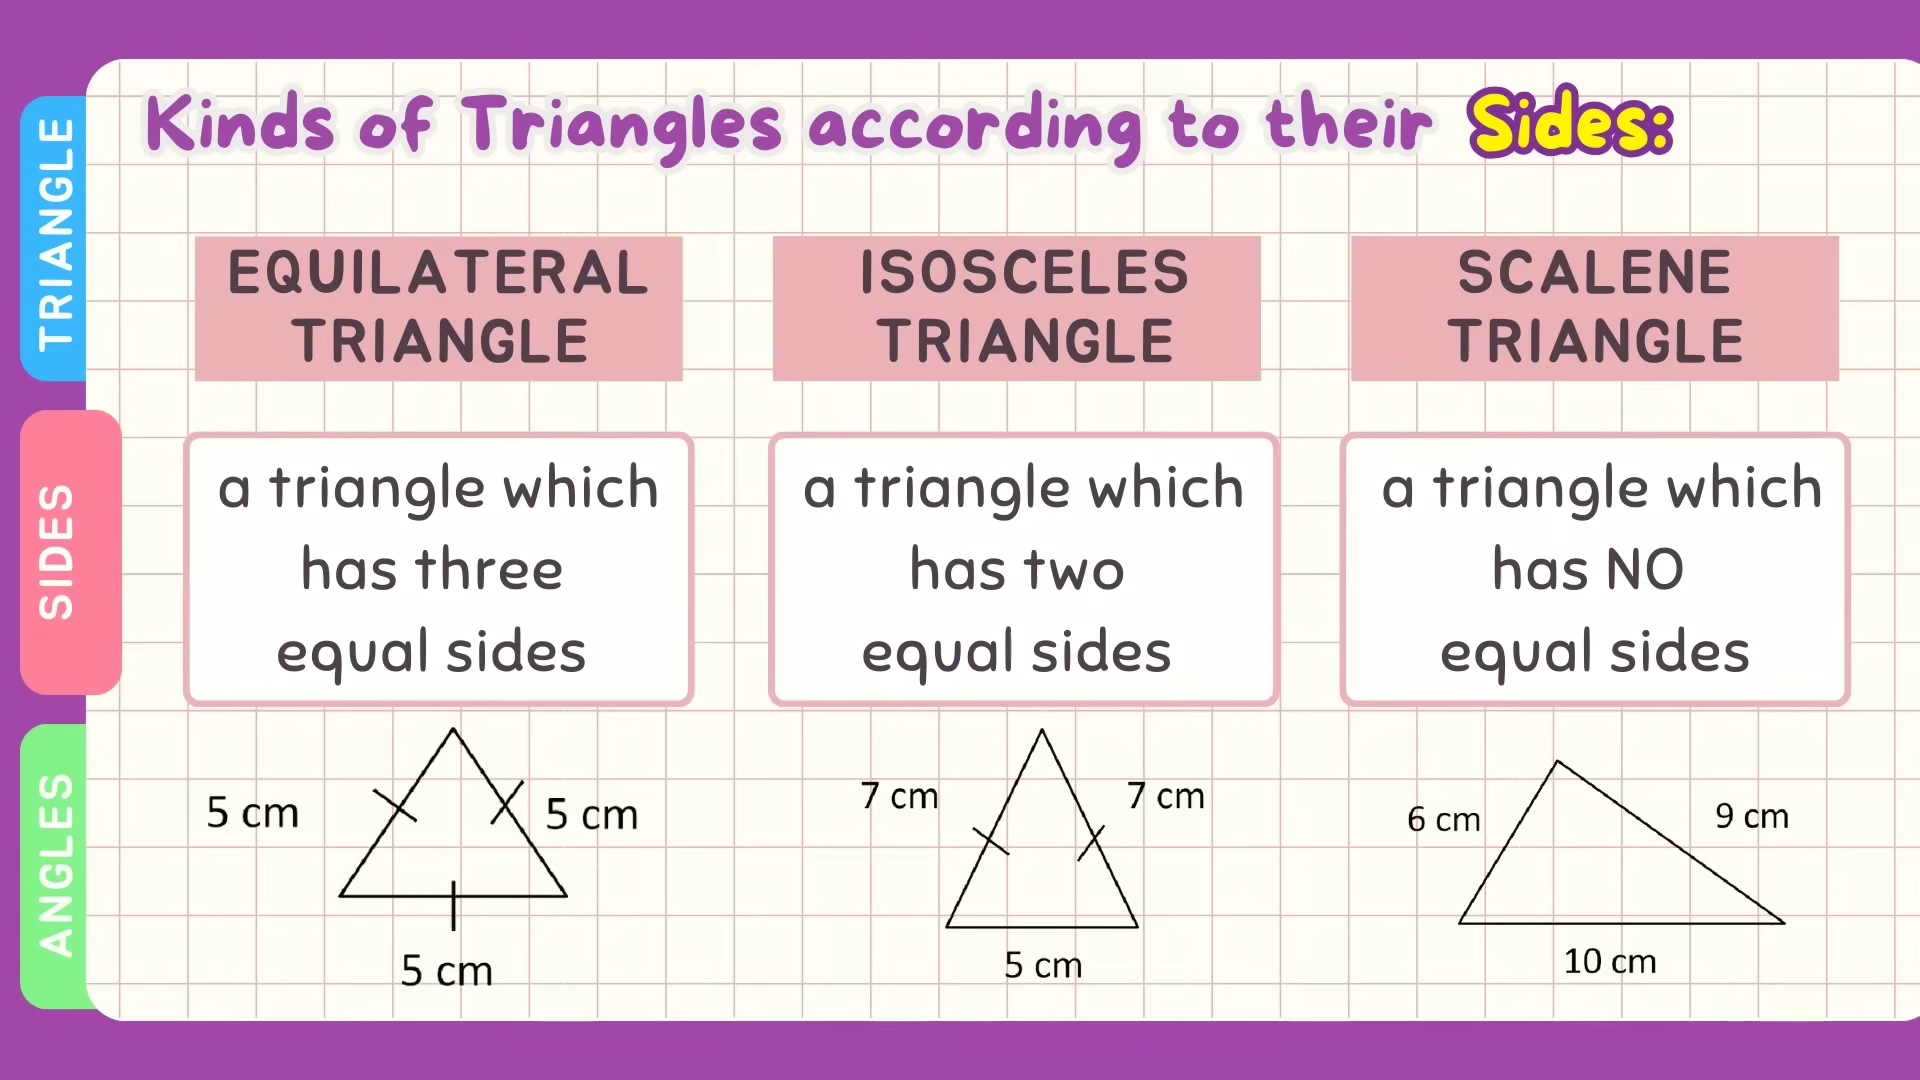 Kinds of Triangles according to their Sides:
TRIANGLE
SIDES
ANGLES
EQUILATERAL
TRIANGLE
a triangle which
has three
equal sides
5 cm
5 cm
5 cm
ISOSCELES
TRIANGLE
a triangle which
has two
equal sides
7 cm
7 cm
5 cm
SCALENE
TRIANGLE
a triangle which
has NO
equal sides
6 cm
9 cm
10 cm